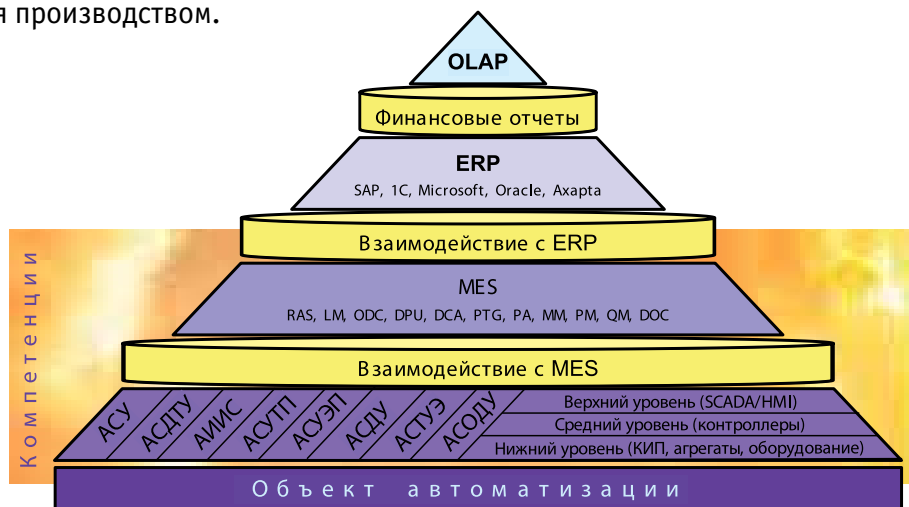 я производством.
OLAP
Финансовые отчеты
ERP
SAP, 1С, Microsoft, Oracle, Axapta
Взаимодействие с ERP
Компетенции
MES
RAS, LM, ODC, DPU, DCA, PTG, PA, MM, PM, QM, DOC
Взаимодействие с MES
АСУ
АСДТУ
АИИС
АСУТП
АСУЭП
АСДУ
АСТУЭ
АСОДУ
Верхний уровень (SCADA/HMI)
Средний уровень (контроллеры)
Нижний уровень (КИП, агрегаты, оборудование)
Объект автоматизации